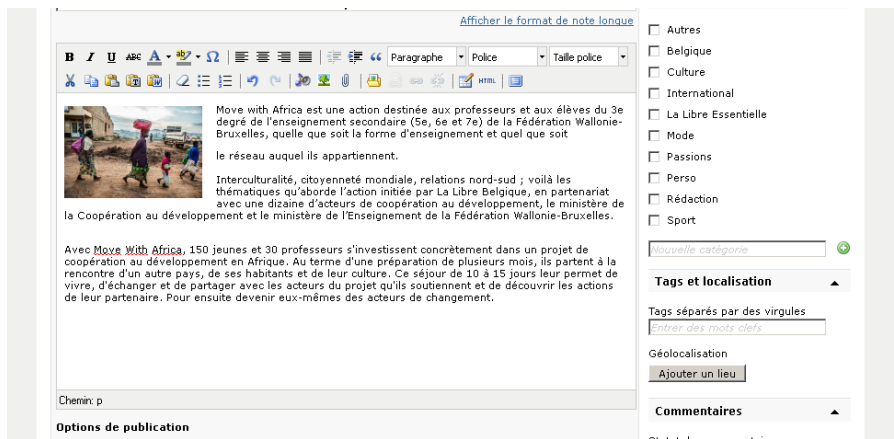 Afficher le format de note longue
B I U ABC A ab Ω Paragraphe Police Taille police
HTML
Move with Africa est une action destinée aux professeurs et aux élèves du 3e
degré de l'enseignement secondaire (5e, 6e et 7e) de la Fédération Wallonie-
Bruxelles, quelle que soit la forme d'enseignement et quel que soit
le réseau auquel ils appartiennent.
Interculturalité, citoyenneté mondiale, relations nord-sud ; voilà les
thématiques qu'aborde l'action initiée par La Libre Belgique, en partenariat
avec une dizaine d'acteurs de coopération au développement, le ministère de
la Coopération au développement et le ministère de l'Enseignement de la Fédération Wallonie-Bruxelles.
Avec Move With Africa, 150 jeunes et 30 professeurs s'investissent concrètement dans un projet de
coopération au développement en Afrique. Au terme d'une préparation de plusieurs mois, ils partent à la
rencontre d'un autre pays, de ses habitants et de leur culture. Ce séjour de 10 à 15 jours leur permet de
vivre, d'échanger et de partager avec les acteurs du projet qu'ils soutiennent et de découvrir les actions
de leur partenaire. Pour ensuite devenir eux-mêmes des acteurs de changement.
Chemin: p
Options de publication
Autres
Belgique
Culture
International
La Libre Essentielle
Mode
Passions
Perso
Rédaction
Sport
Nouvelle catégorie
Tags et localisation
Tags séparés par des virgules
Entrer des mots clefs
Géolocalisation
Ajouter un lieu
Commentaires